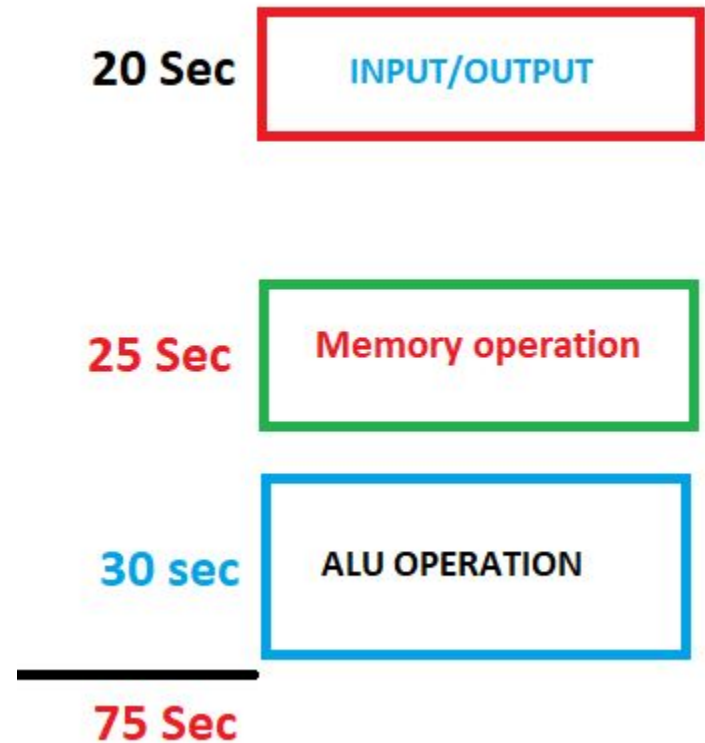 20 Sec INPUT/OUTPUT
25 Sec Memory operation
30 sec ALU OPERATION
75 Sec